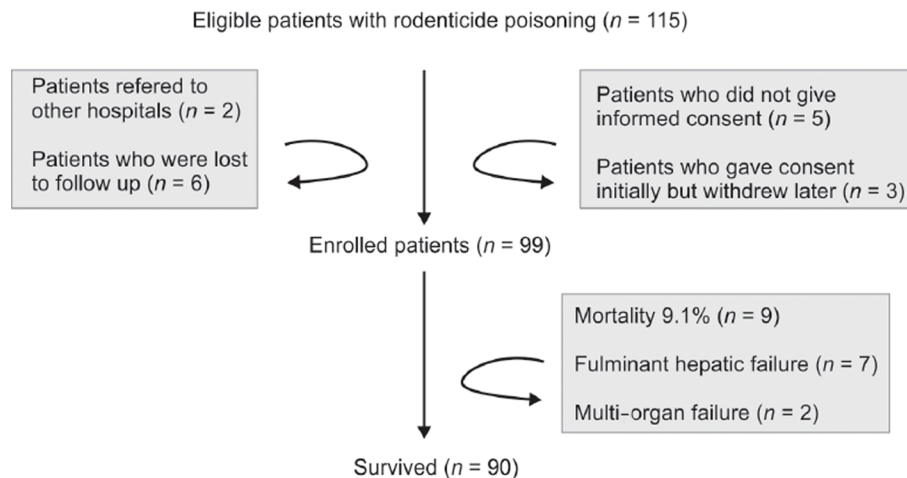 Eligible patients with rodenticide poisoning (n = 115)
Patients refered to
other hospitals (n = 2)
Patients who were lost
to follow up (n = 6)
Patients who did not give
informed consent (n = 5)
Patients who gave consent
initially but withdrew later (n = 3)
Enrolled patients (n = 99)
Mortality 9.1% (n = 9)
Fulminant hepatic failure (n = 7)
Multi-organ failure (n = 2)
Survived (n = 90)